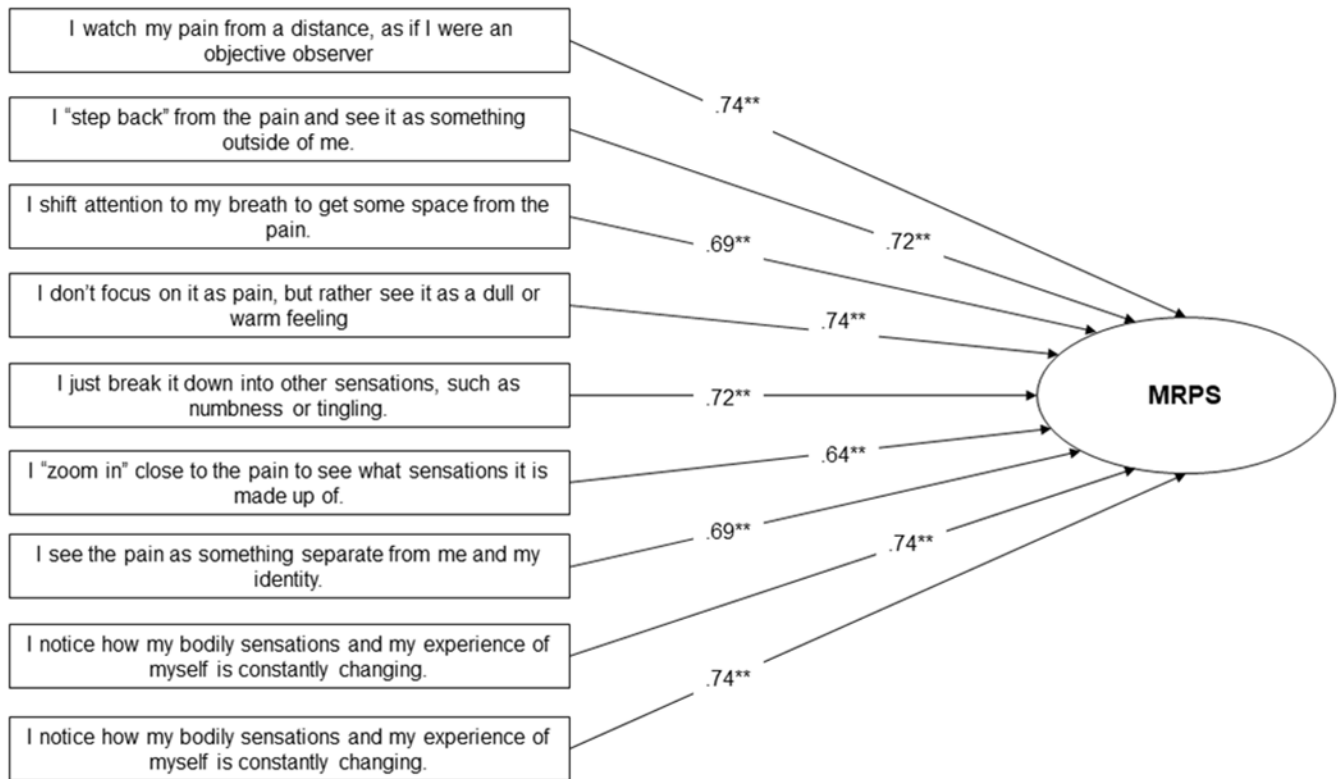 I watch my pain from a distance, as if I were an
objective observer
.74**
I “step back” from the pain and see it as something
outside of me.
.72**
I shift attention to my breath to get some space from the
pain.
.69**
I don’t focus on it as pain, but rather see it as a dull or
warm feeling
.74**
I just break it down into other sensations, such as
numbness or tingling.
.72**
MRPS
I “zoom in” close to the pain to see what sensations it is
made up of.
.64**
I see the pain as something separate from me and my
identity.
.69**
I notice how my bodily sensations and my experience of
myself is constantly changing.
.74**
I notice how my bodily sensations and my experience of
myself is constantly changing.
.74**